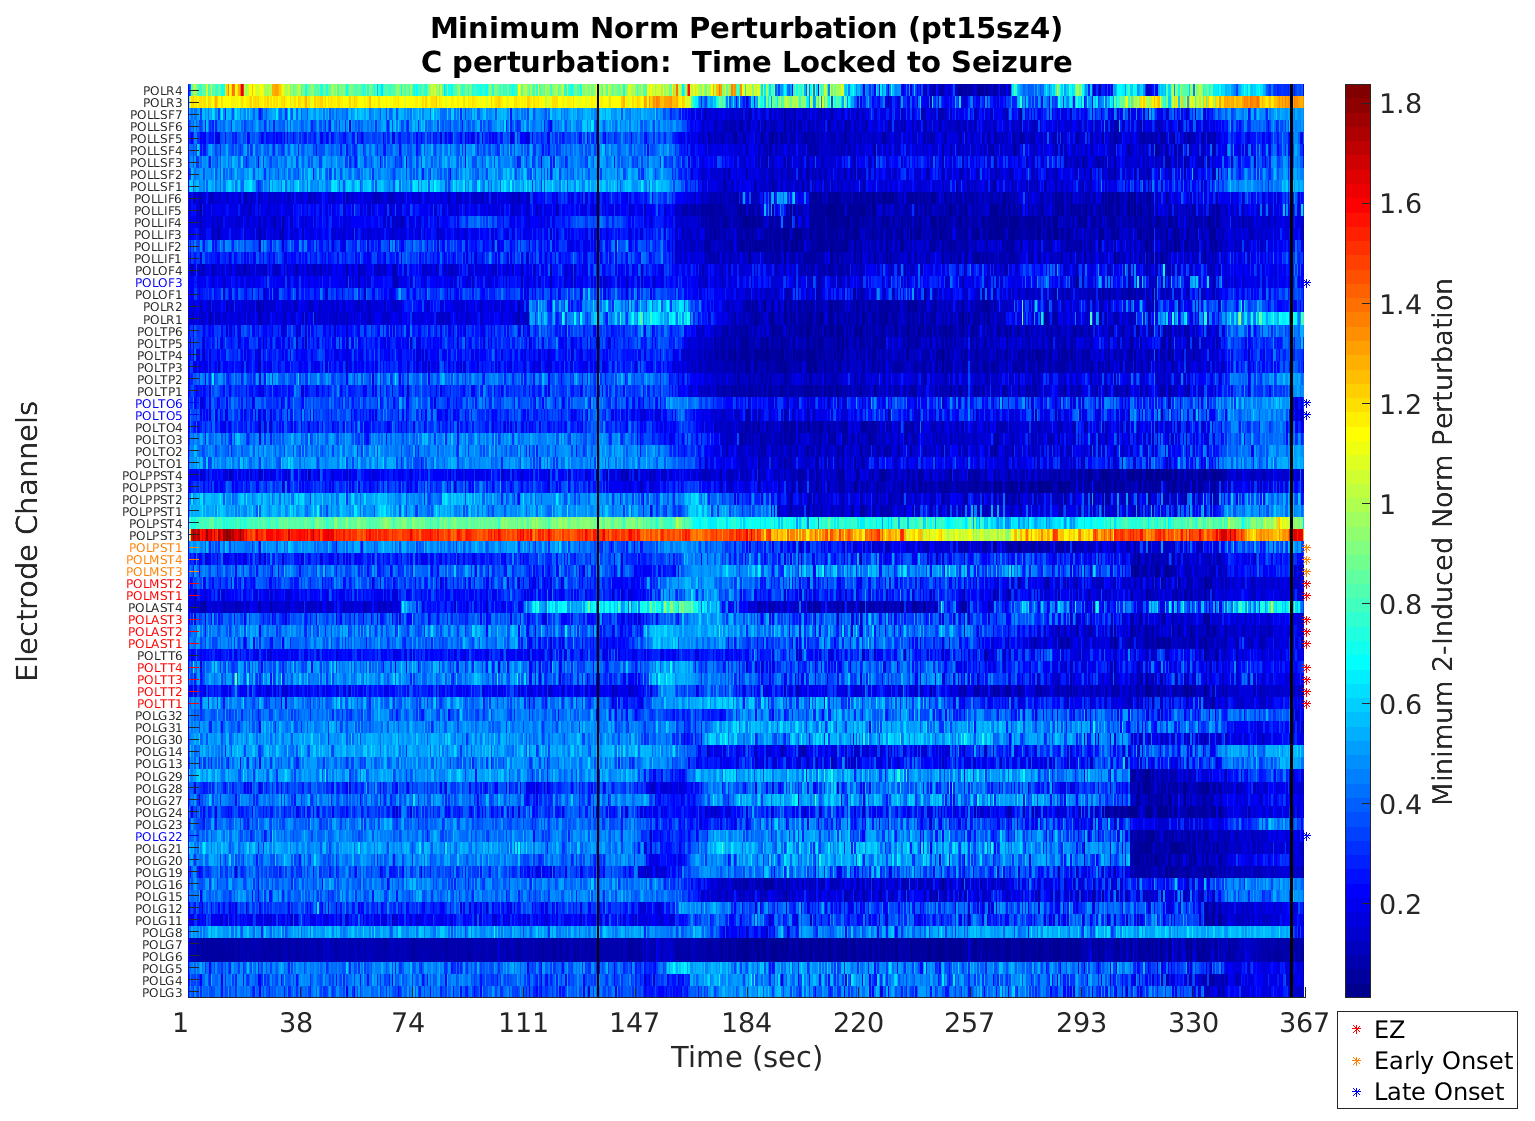 Minimum Norm Perturbation (pt15sz4)
C perturbation:  Time Locked to Seizure
Electrode Channels
POLR4
POLR3
POLLSF7
POLLSF6
POLLSF5
POLLSF4
POLLSF3
POLLSF2
POLLSF1
POLLIF6
POLLIF5
POLLIF4
POLLIF3
POLLIF2
POLLIF1
POLOF4
POLOF3
POLOF1
POLR2
POLR1
POLTP6
POLTP5
POLTP4
POLTP3
POLTP2
POLTP1
POLTO6
POLTO5
POLTO4
POLTO3
POLTO2
POLTO1
POLPPST4
POLPPST3
POLPPST2
POLPPST1
POLPST4
POLPST3
POLPST1
POLMST4
POLMST3
POLMST2
POLMST1
POLAST4
POLAST3
POLAST2
POLAST1
POLTT6
POLTT4
POLTT3
POLTT2
POLTT1
POLG32
POLG31
POLG30
POLG14
POLG13
POLG29
POLG28
POLG27
POLG24
POLG23
POLG22
POLG21
POLG20
POLG19
POLG16
POLG15
POLG12
POLG11
POLG8
POLG7
POLG6
POLG5
POLG4
POLG3
1 38 74 111 147 184 220 257 293 330 367
Time (sec)
1.8
1.6
1.4
1.2
1
0.8
0.6
0.4
0.2
Minimum 2-Induced Norm Perturbation
EZ
Early Onset
Late Onset